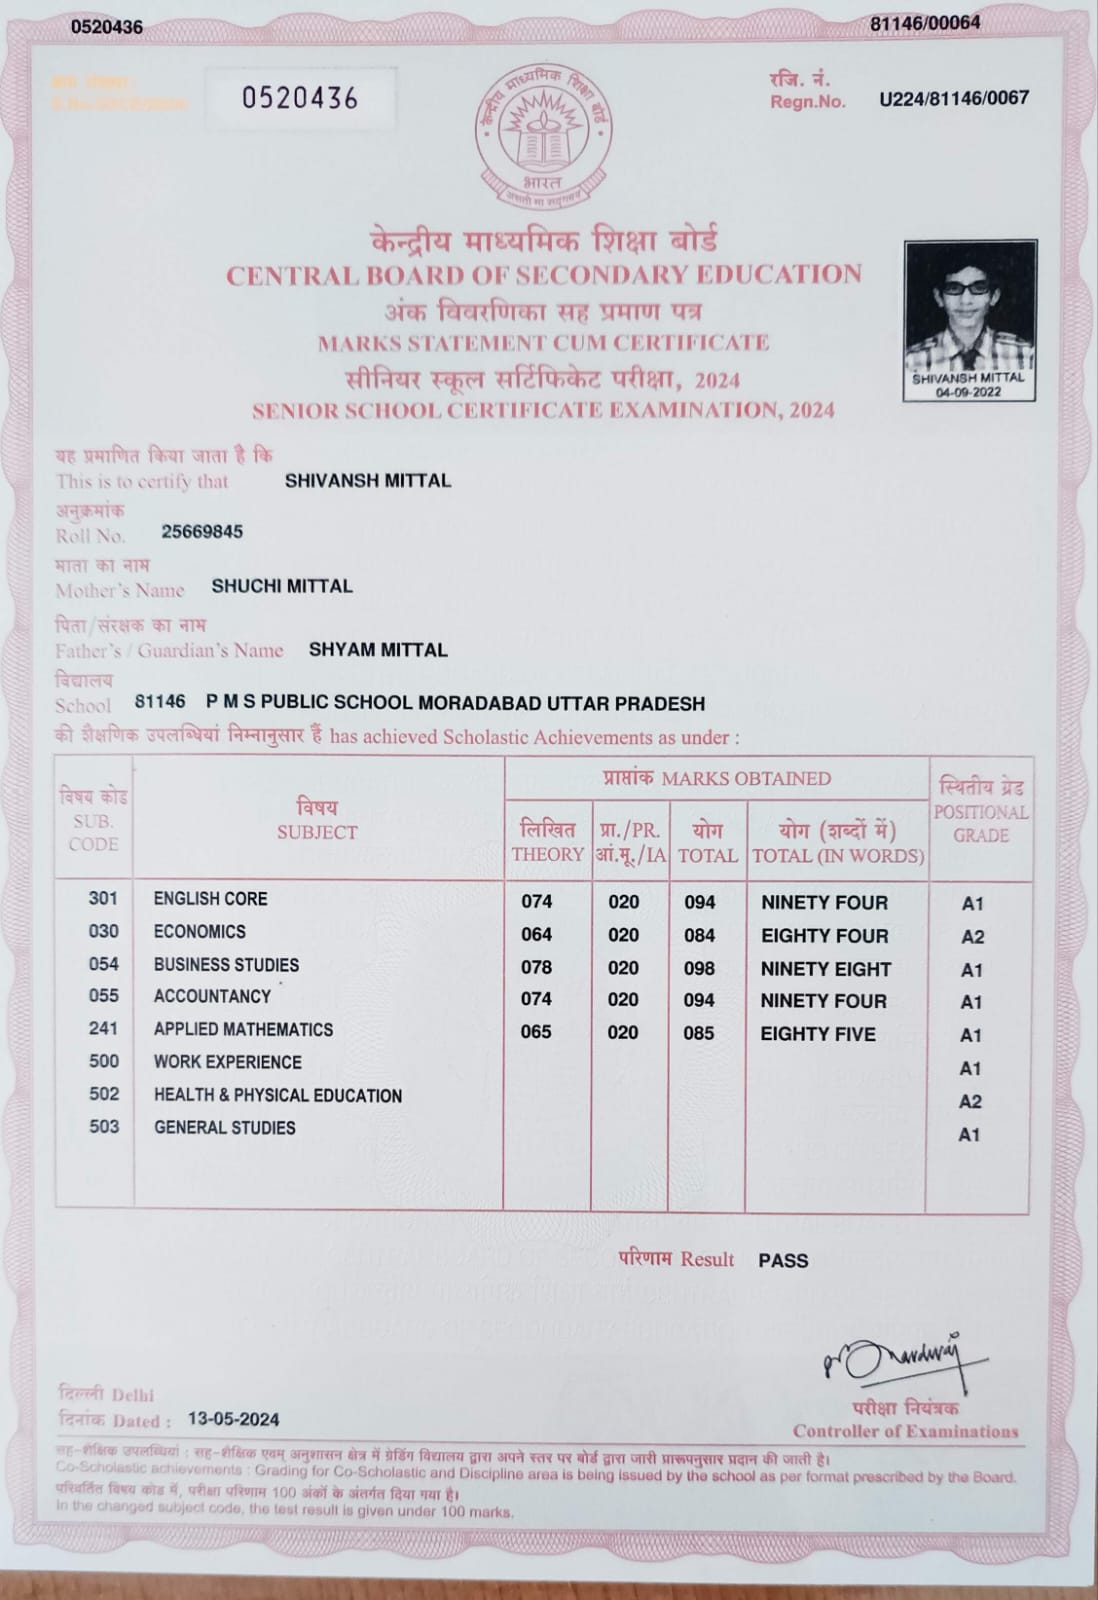 0520436 81146/00064
0520436
रजि. नं.
Regn.No. U224/81146/0067
केन्द्रीय माध्यमिक शिक्षा बोर्ड
भारत
असतो मा सद्गमय
केन्द्रीय माध्यमिक शिक्षा बोर्ड
CENTRAL BOARD OF SECONDARY EDUCATION
अंक विवरणिका सह प्रमाण पत्र
MARKS STATEMENT CUM CERTIFICATE
सीनियर स्कूल सर्टिफिकेट परीक्षा, 2024
SENIOR SCHOOL CERTIFICATE EXAMINATION, 2024
SHIVANSH MITTAL
04-09-2022
यह प्रमाणित किया जाता है कि
This is to certify that SHIVANSH MITTAL
अनुक्रमांक
Roll No. 25669845
माता का नाम
Mother's Name SHUCHI MITTAL
पिता/संरक्षक का नाम
Father's / Guardian's Name SHYAM MITTAL
विद्यालय
School 81146 P M S PUBLIC SCHOOL MORADABAD UTTAR PRADESH
की शैक्षणिक उपलब्धियां निम्नानुसार हैं has achieved Scholastic Achievements as under :
विषय कोड SUB. CODE
विषय SUBJECT
प्राप्तांक MARKS OBTAINED
लिखित THEORY
प्रा./PR. आं.मू./IA
योग TOTAL
योग (शब्दों में) TOTAL (IN WORDS)
स्थितीय ग्रेड POSITIONAL GRADE
301 ENGLISH CORE 074 020 094 NINETY FOUR A1
030 ECONOMICS 064 020 084 EIGHTY FOUR A2
054 BUSINESS STUDIES 078 020 098 NINETY EIGHT A1
055 ACCOUNTANCY 074 020 094 NINETY FOUR A1
241 APPLIED MATHEMATICS 065 020 085 EIGHTY FIVE A1
500 WORK EXPERIENCE A1
502 HEALTH & PHYSICAL EDUCATION A2
503 GENERAL STUDIES A1
परिणाम Result PASS
दिल्ली Delhi
दिनांक Dated : 13-05-2024
परीक्षा नियंत्रक
Controller of Examinations
सह-शैक्षिक उपलब्धियां : सह-शैक्षिक एवम् अनुशासन क्षेत्र में ग्रेडिंग विद्यालय द्वारा अपने स्तर पर बोर्ड द्वारा जारी प्रारूपनुसार प्रदान की जाती है।
Co-Scholastic achievements : Grading for Co-Scholastic and Discipline area is being issued by the school as per format prescribed by the Board.
परिवर्तित विषय कोड में, परीक्षा परिणाम 100 अंकों के अंतर्गत दिया गया है।
In the changed subject code, the test result is given under 100 marks.